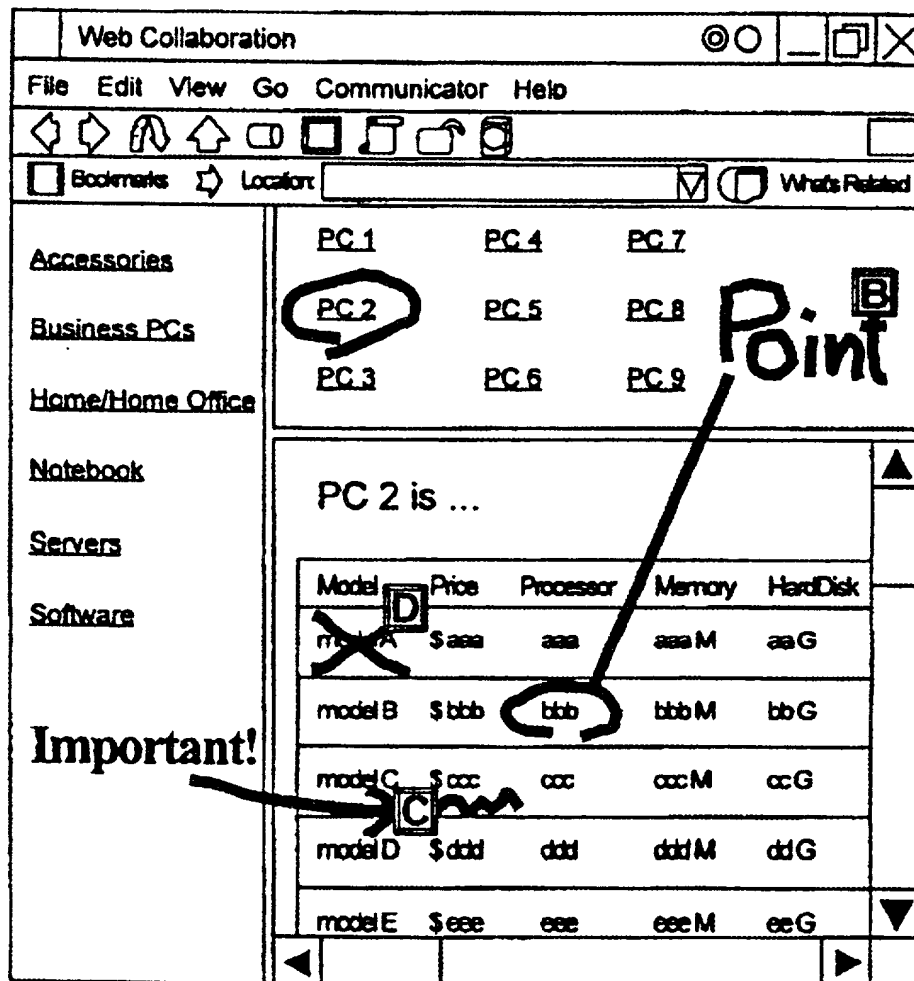 Web Collaboration
File Edit View Go Communicator Help
Bookmarks Location: What's Related
Accessories
Business PCs
Home/Home Office
Notebook
Servers
Software
Important!
PC 1 PC 4 PC 7
PC 2 PC 5 PC 8
PC 3 PC 6 PC 9
B
Point
PC 2 is ...
Model Price Processor Memory HardDisk
D
model A $ aaa aaa aaa M aa G
model B $ bbb bbb bbb M bb G
model C $ ccc ccc ccc M cc G
C
model D $ ddd ddd ddd M dd G
model E $ eee eee eee M ee G